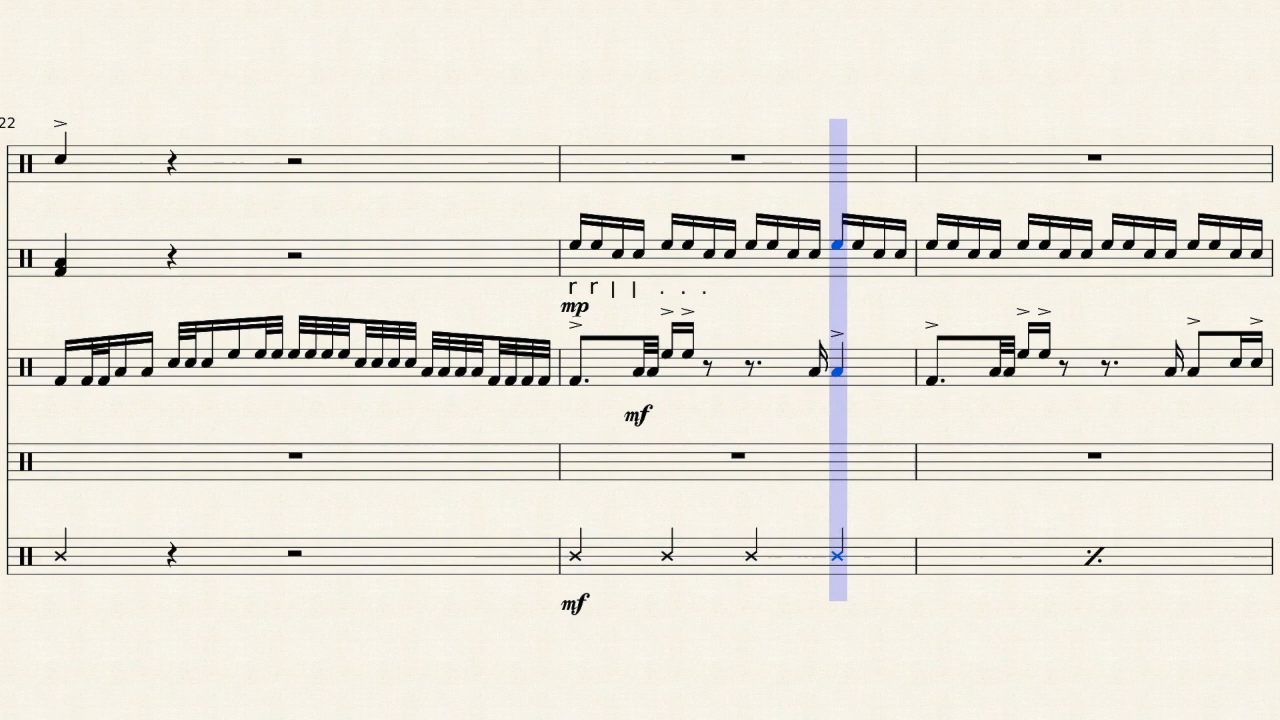 22
r r l l . . .
mp
mf
mf